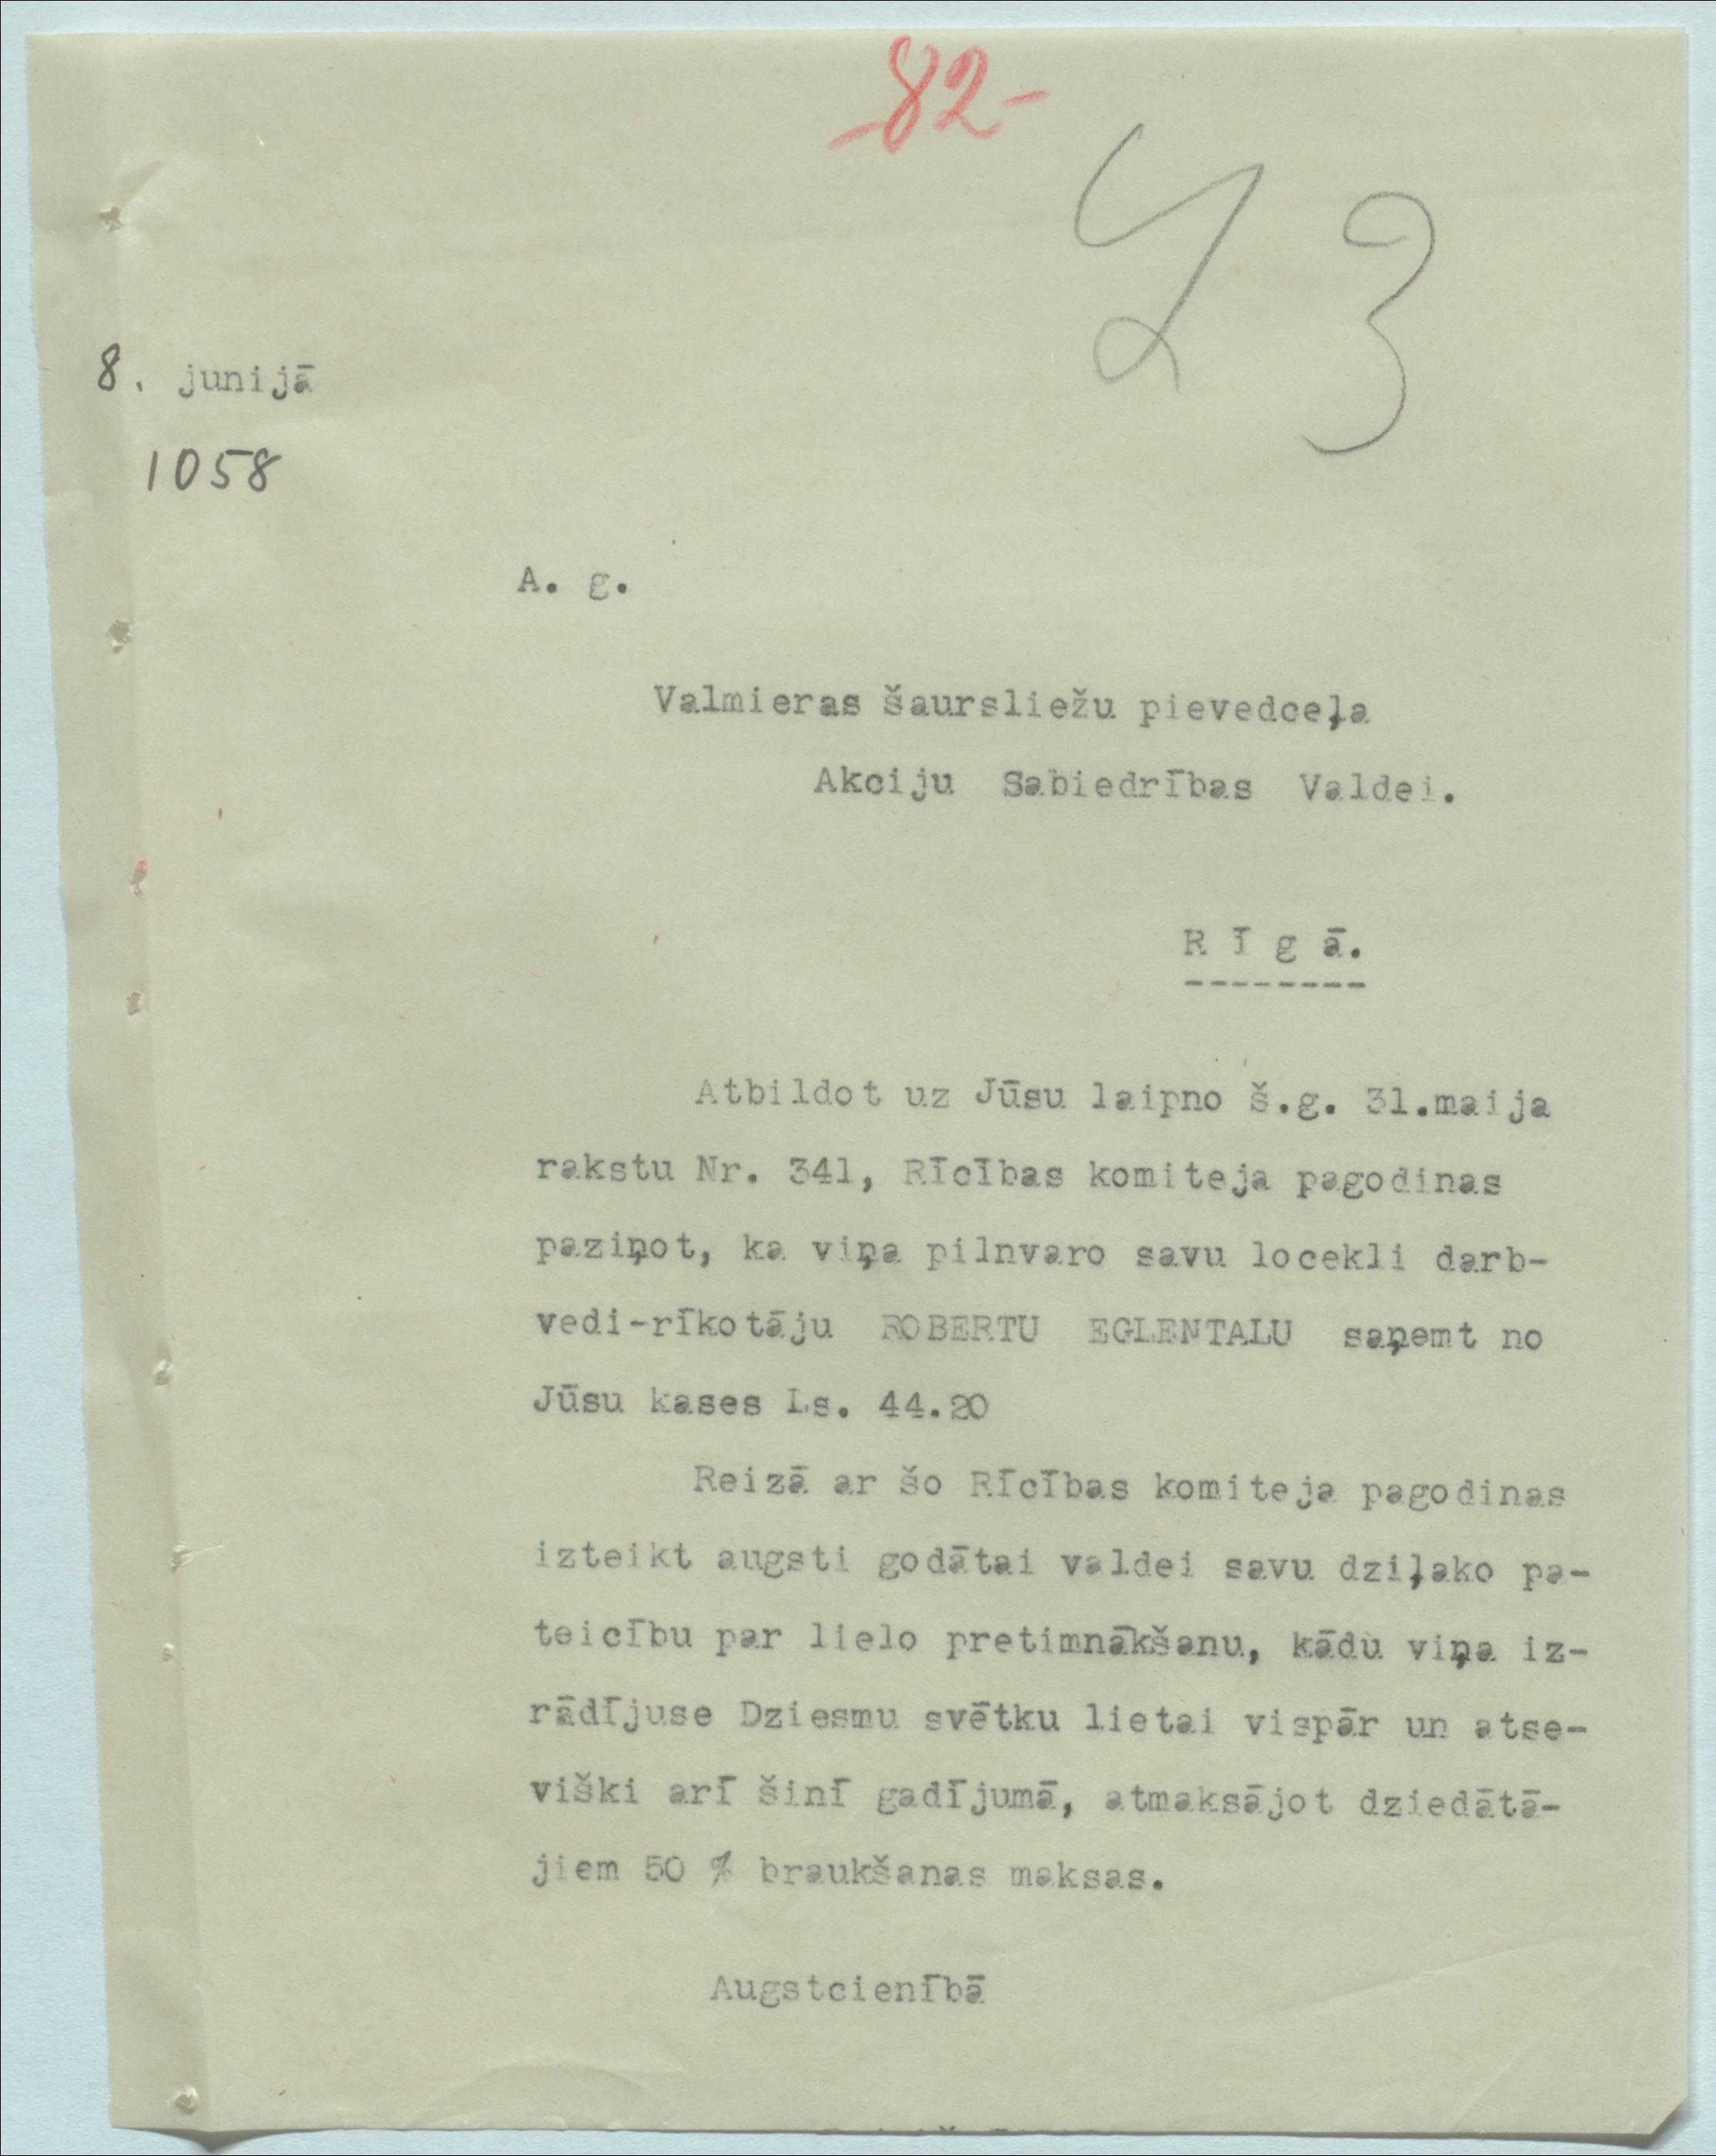 -82-
43
8. junijā
1058
A. g.
Valmieras šaursliežu pievedceļa
Akciju Sabiedrības Valdei.
R ī g ā.
--------
Atbildot uz Jūsu laipno š.g. 31.maija
rakstu Nr. 341, Rīcības komiteja pagodinas
paziņot, ka viņa pilnvaro savu locekli darb-
vedi-rīkotāju ROBERTU EGLENTALU saņemt no
Jūsu kases Ls. 44.20
Reizā ar šo Rīcības komiteja pagodinas
izteikt augsti godātai valdei savu dziļako pa-
teicību par lielo pretimnākšanu, kādu viņa iz-
rādījuse Dziesmu svētku lietai vispār un atse-
viški arī šinī gadījumā, atmaksājot dziedātā-
jiem 50 % braukšanas maksas.
Augstcienībā